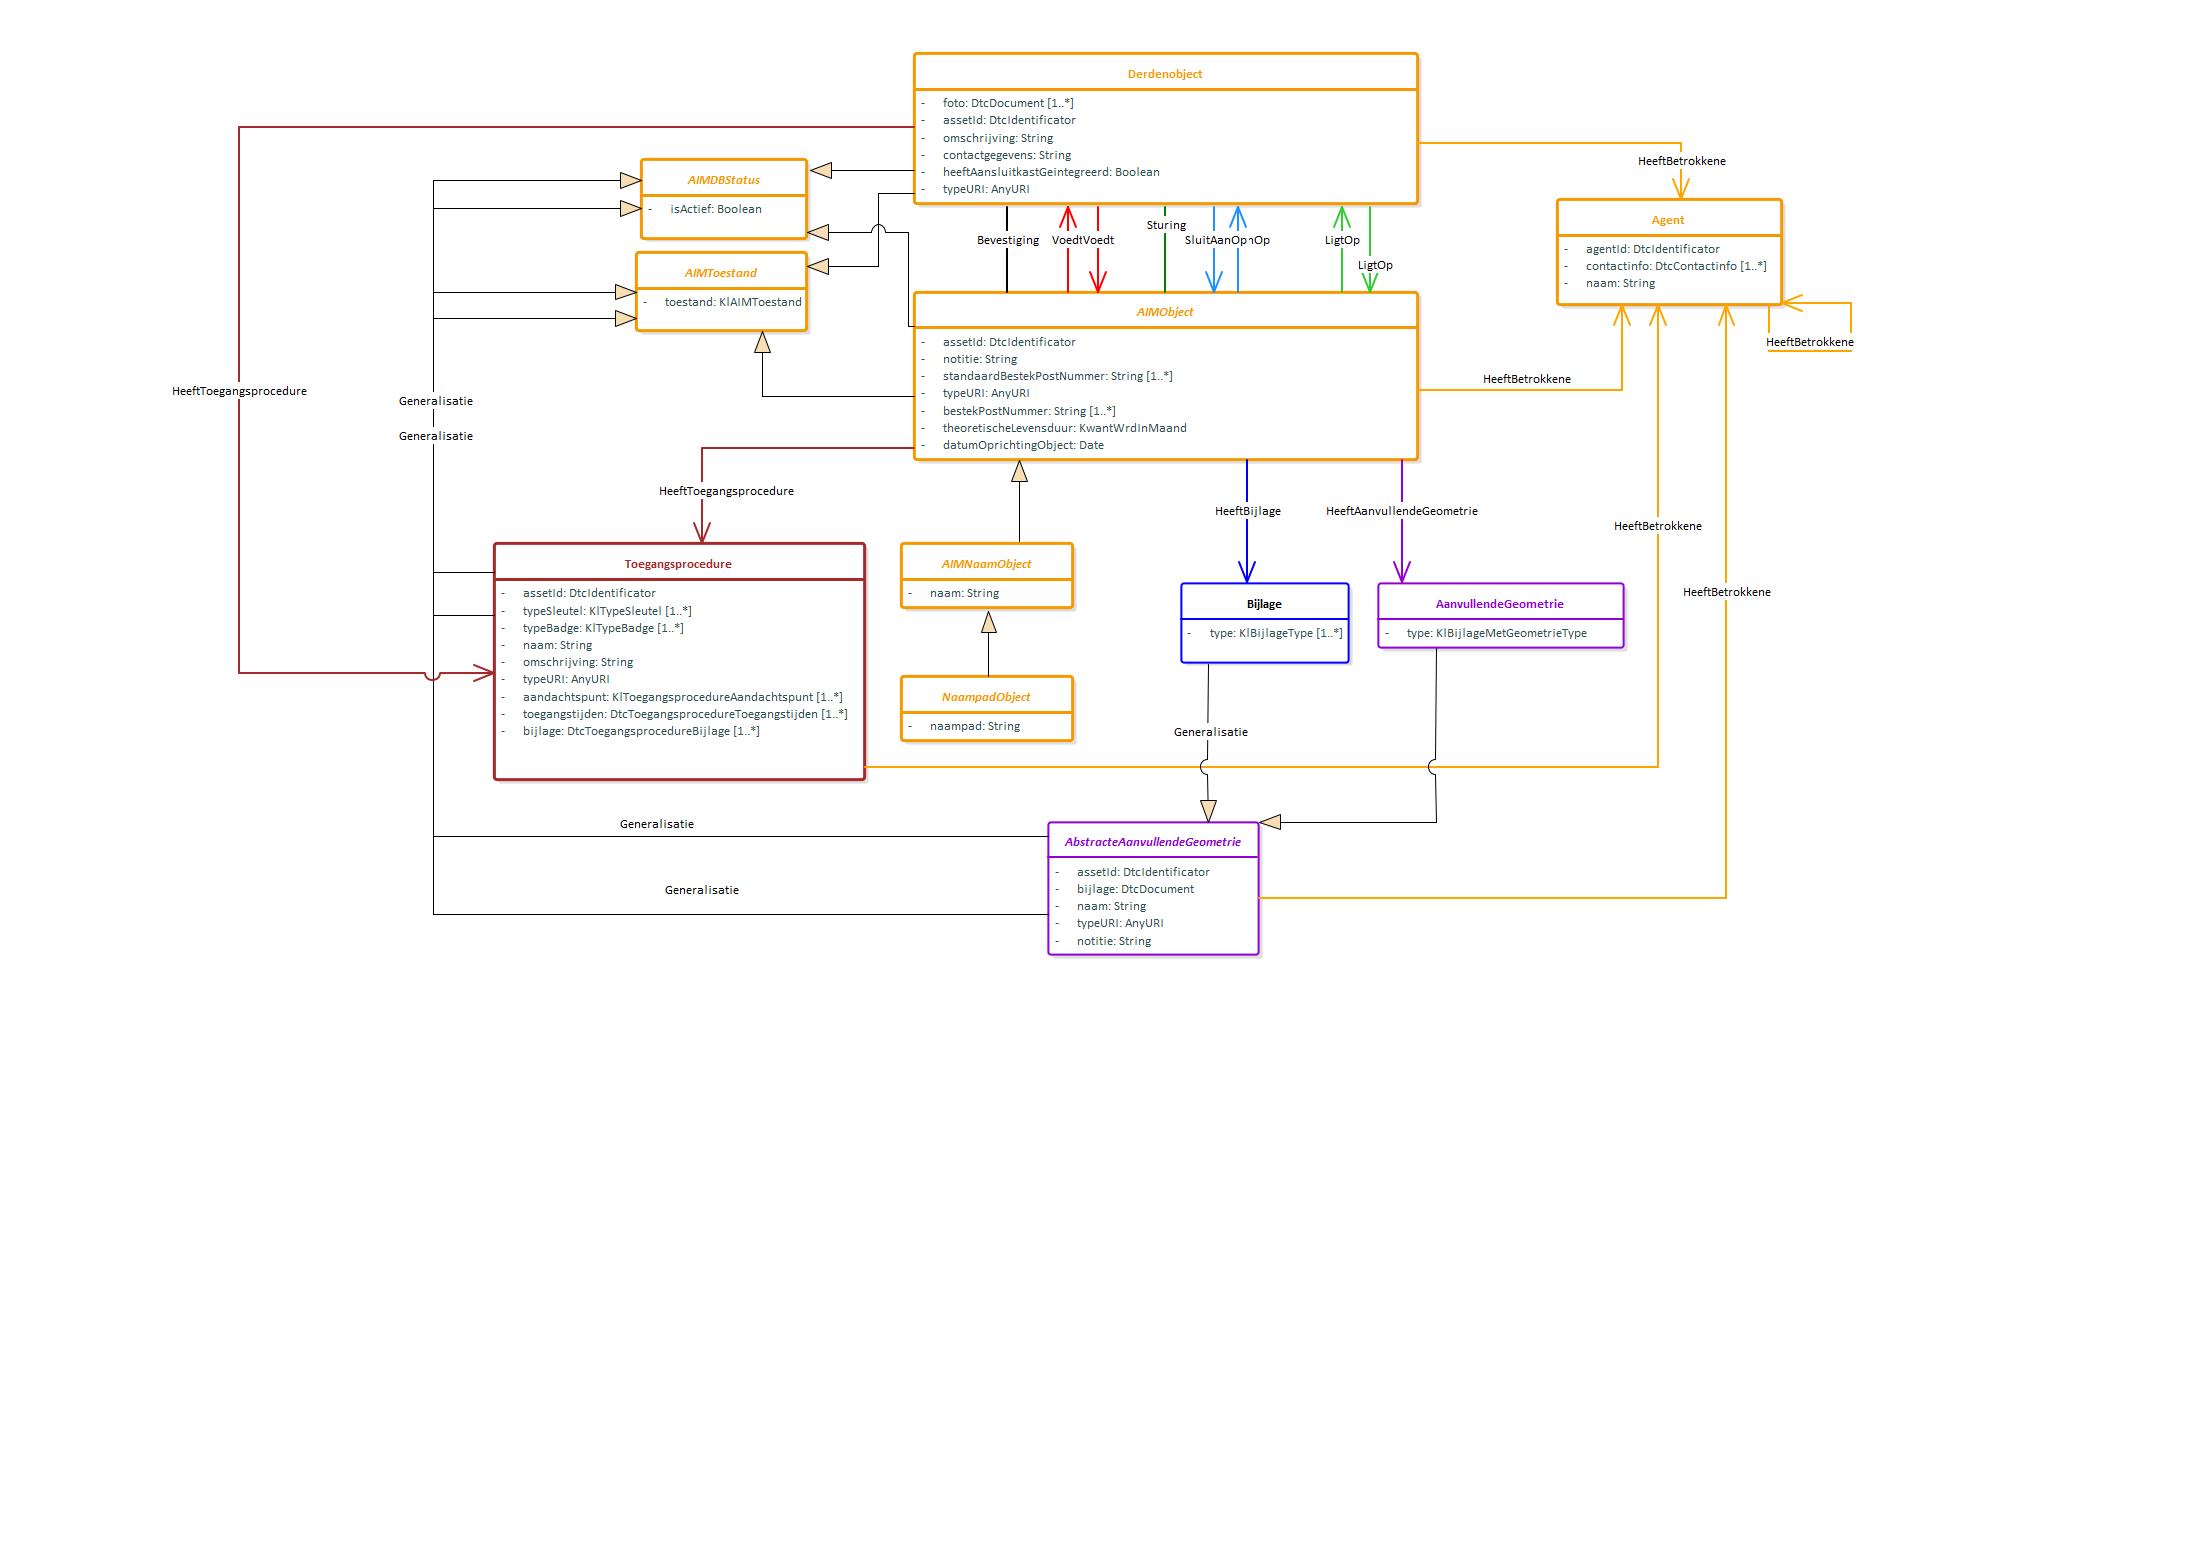 Derdenobject
- foto: DtcDocument [1..*]
- assetId: DtcIdentificator
- omschrijving: String
- contactgegevens: String
- heeftAansluitkastGeintegreerd: Boolean
- typeURI: AnyURI
HeeftBetrokkene
AIMDBStatus
- isActief: Boolean
Agent
- agentId: DtcIdentificator
- contactinfo: DtcContactinfo [1..*]
- naam: String
Bevestiging
Voedt
Voedt
Sturing
SluitAanOp
nOp
LigtOp
LigtOp
AIMToestand
- toestand: KlAIMToestand
AIMObject
- assetId: DtcIdentificator
- notitie: String
- standaardBestekPostNummer: String [1..*]
- typeURI: AnyURI
- bestekPostNummer: String [1..*]
- theoretischeLevensduur: KwantWrdInMaand
- datumOprichtingObject: Date
HeeftBetrokkene
HeeftBetrokkene
HeeftToegangsprocedure
Generalisatie
Generalisatie
HeeftToegangsprocedure
HeeftBijlage
HeeftAanvullendeGeometrie
HeeftBetrokkene
HeeftBetrokkene
Toegangsprocedure
- assetId: DtcIdentificator
- typeSleutel: KlTypeSleutel [1..*]
- typeBadge: KlTypeBadge [1..*]
- naam: String
- omschrijving: String
- typeURI: AnyURI
- aandachtspunt: KlToegangsprocedureAandachtspunt [1..*]
- toegangstijden: DtcToegangsprocedureToegangstijden [1..*]
- bijlage: DtcToegangsprocedureBijlage [1..*]
AIMNaamObject
- naam: String
NaampadObject
- naampad: String
Bijlage
- type: KlBijlageType [1..*]
AanvullendeGeometrie
- type: KlBijlageMetGeometrieType
Generalisatie
Generalisatie
Generalisatie
AbstracteAanvullendeGeometrie
- assetId: DtcIdentificator
- bijlage: DtcDocument
- naam: String
- typeURI: AnyURI
- notitie: String